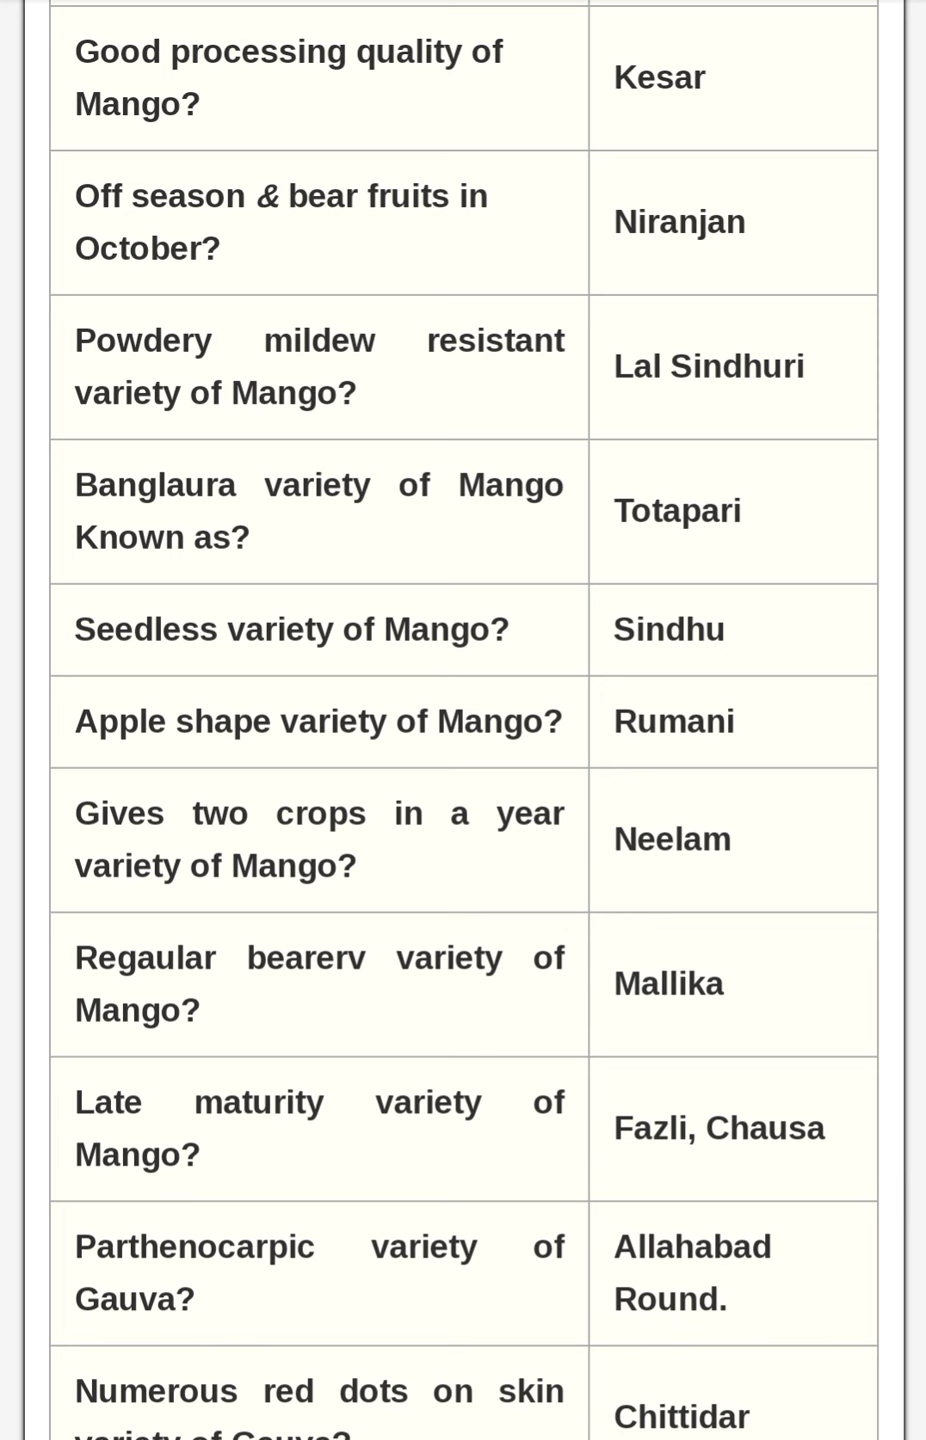 Good processing quality of
Mango?
Kesar
Off season & bear fruits in
October?
Niranjan
Powdery mildew resistant
variety of Mango?
Lal Sindhuri
Banglaura variety of Mango
Known as?
Totapari
Seedless variety of Mango?
Sindhu
Apple shape variety of Mango?
Rumani
Gives two crops in a year
variety of Mango?
Neelam
Regaular bearerv variety of
Mango?
Mallika
Late maturity variety of
Mango?
Fazli, Chausa
Parthenocarpic variety of
Gauva?
Allahabad
Round.
Numerous red dots on skin
variety of Gauva?
Chittidar